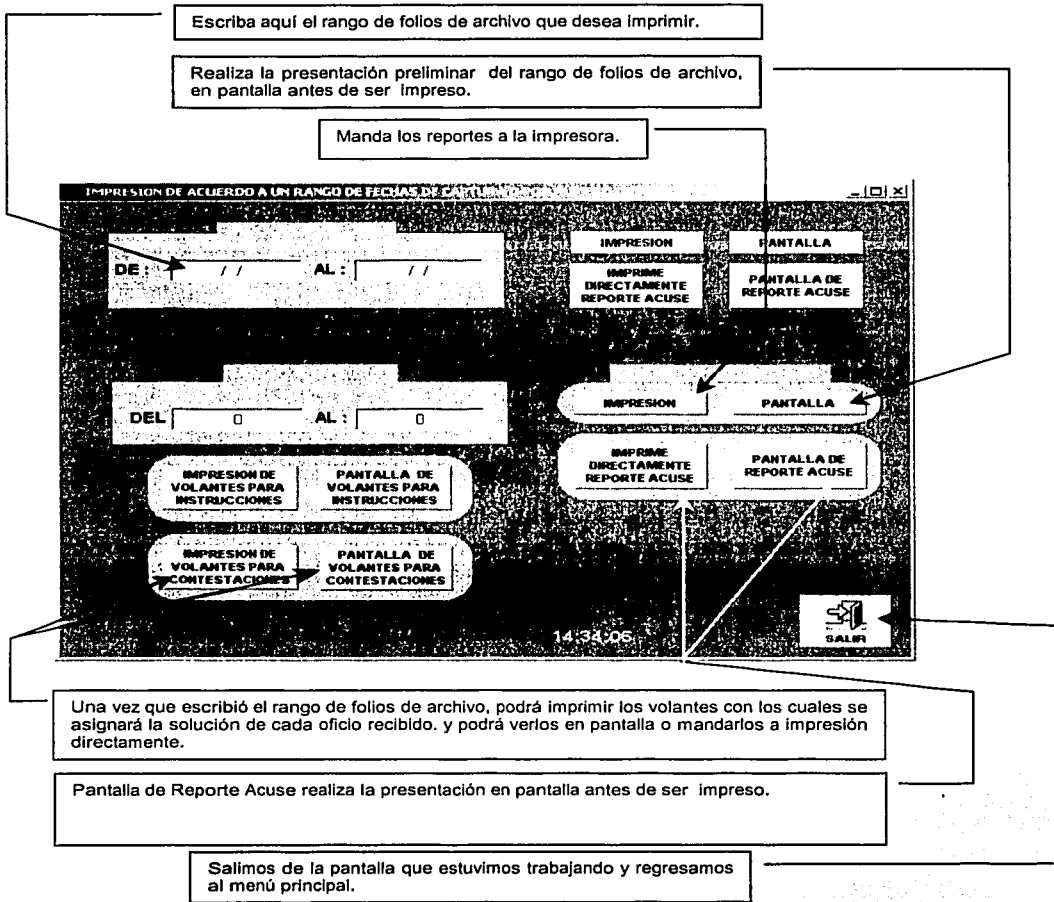 Escriba aquí el rango de folios de archivo que desea imprimir.
Realiza la presentación preliminar del rango de folios de archivo,
en pantalla antes de ser impreso.
Manda los reportes a la impresora.
IMPRESION DE ACUERDO A UN RANGO DE FECHAS DE
DE : / / AL : / /
IMPRESION PANTALLA
IMPRIME
DIRECTAMENTE
REPORTE ACUSE
PANTALLA DE
REPORTE ACUSE
DEL 0 AL : 0
IMPRESION PANTALLA
IMPRIME
DIRECTAMENTE
REPORTE ACUSE
PANTALLA DE
REPORTE ACUSE
IMPRESION DE
VOLANTES PARA
INSTRUCCIONES
PANTALLA DE
VOLANTES PARA
INSTRUCCIONES
IMPRESION DE
VOLANTES PARA
CONTESTACIONES
PANTALLA DE
VOLANTES PARA
CONTESTACIONES
14:34:06
SALIR
Una vez que escribió el rango de folios de archivo, podrá imprimir los volantes con los cuales se
asignará la solución de cada oficio recibido. y podrá verlos en pantalla o mandarlos a impresión
directamente.
Pantalla de Reporte Acuse realiza la presentación en pantalla antes de ser impreso.
Salimos de la pantalla que estuvimos trabajando y regresamos
al menú principal.